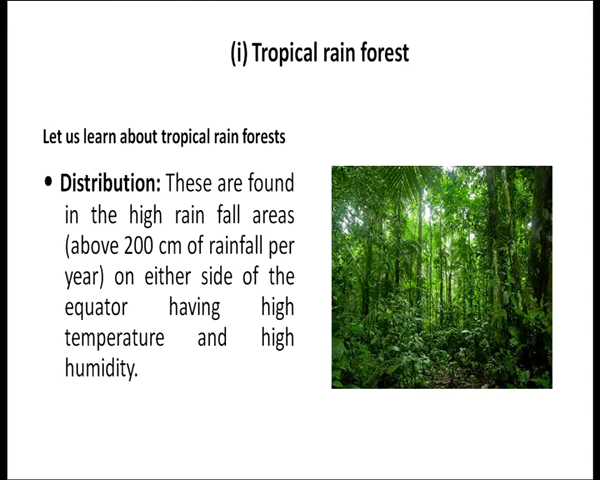 (i) Tropical rain forest
Let us learn about tropical rain forests
• Distribution: These are found
in the high rain fall areas
(above 200 cm of rainfall per
year) on either side of the
equator having high
temperature and high
humidity.